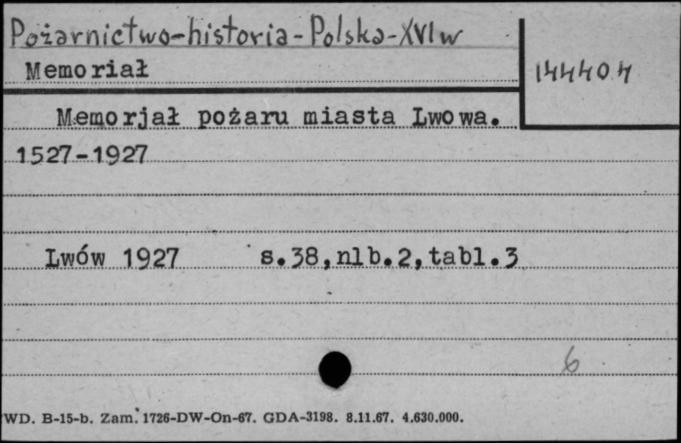 Pożarnictwo-historia-Polska-XVI w
Memoriał
144404
Memorjał pożaru miasta Lwowa.
1527-1927
Lwów 1927 s.38,nlb.2,tabl.3
6
WD. B-15-b. Zam. 1726-DW-On-67. GDA-3198. 8.11.67. 4.630.000.